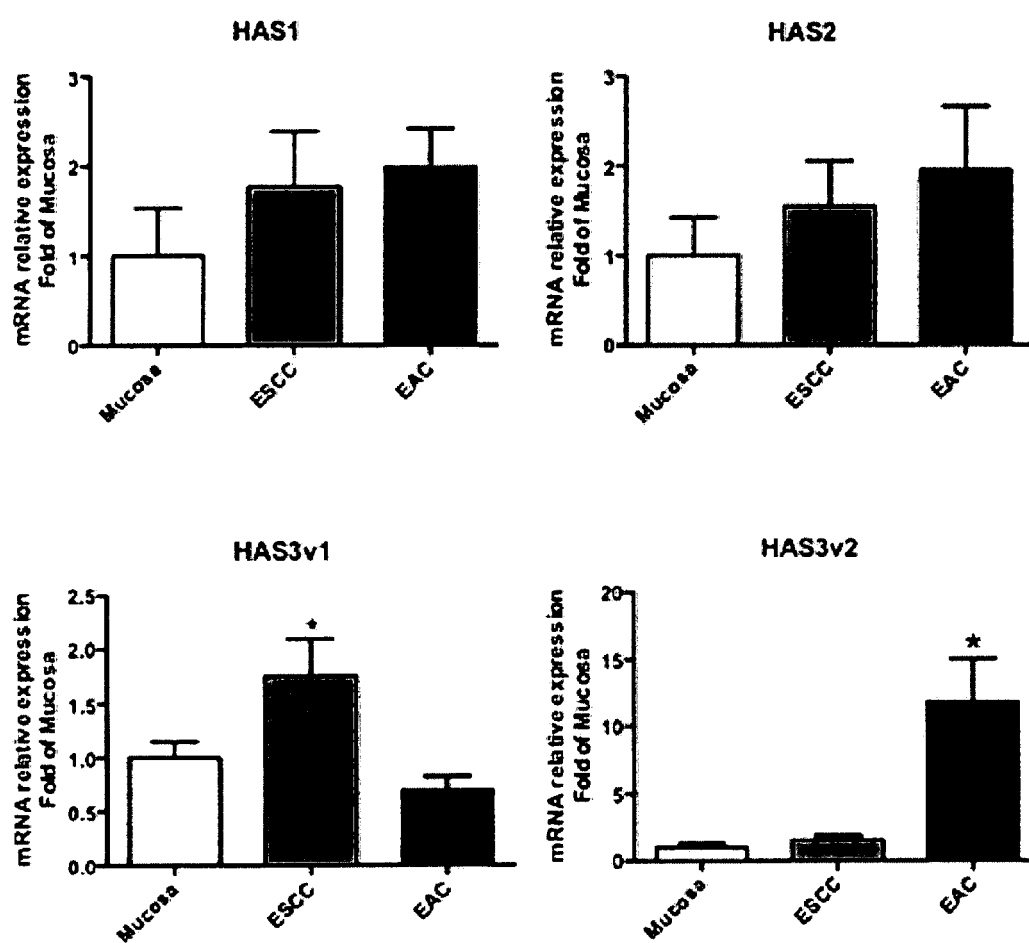 HAS1
mRNA relative expression
Fold of Mucosa
3
2
1
0
Mucosa
ESCC
EAC
HAS2
mRNA relative expression
Fold of Mucosa
3
2
1
0
Mucosa
ESCC
EAC
HAS3v1
mRNA relative expression
Fold of Mucosa
2.5
2.0
1.5
1.0
0.5
0.0
*
Mucosa
ESCC
EAC
HAS3v2
mRNA relative expression
Fold of Mucosa
20
15
10
5
0
*
Mucosa
ESCC
EAC